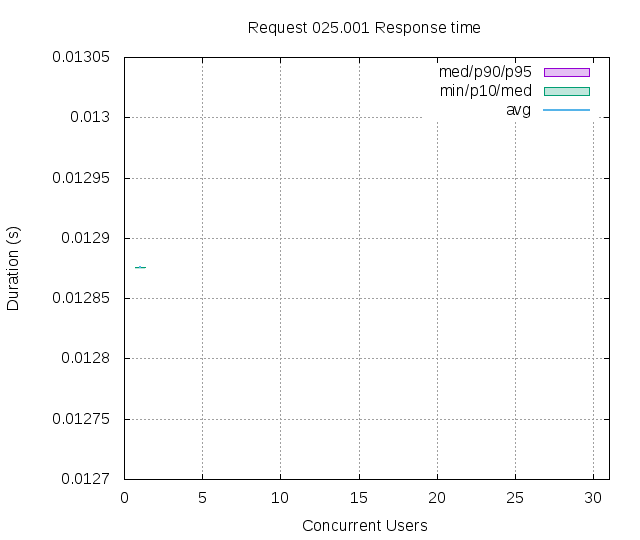 Request 025.001 Response time
0.01305
0.013
0.01295
0.0129
0.01285
0.0128
0.01275
0.0127
Duration (s)
med/p90/p95
min/p10/med
avg
0 5 10 15 20 25 30
Concurrent Users